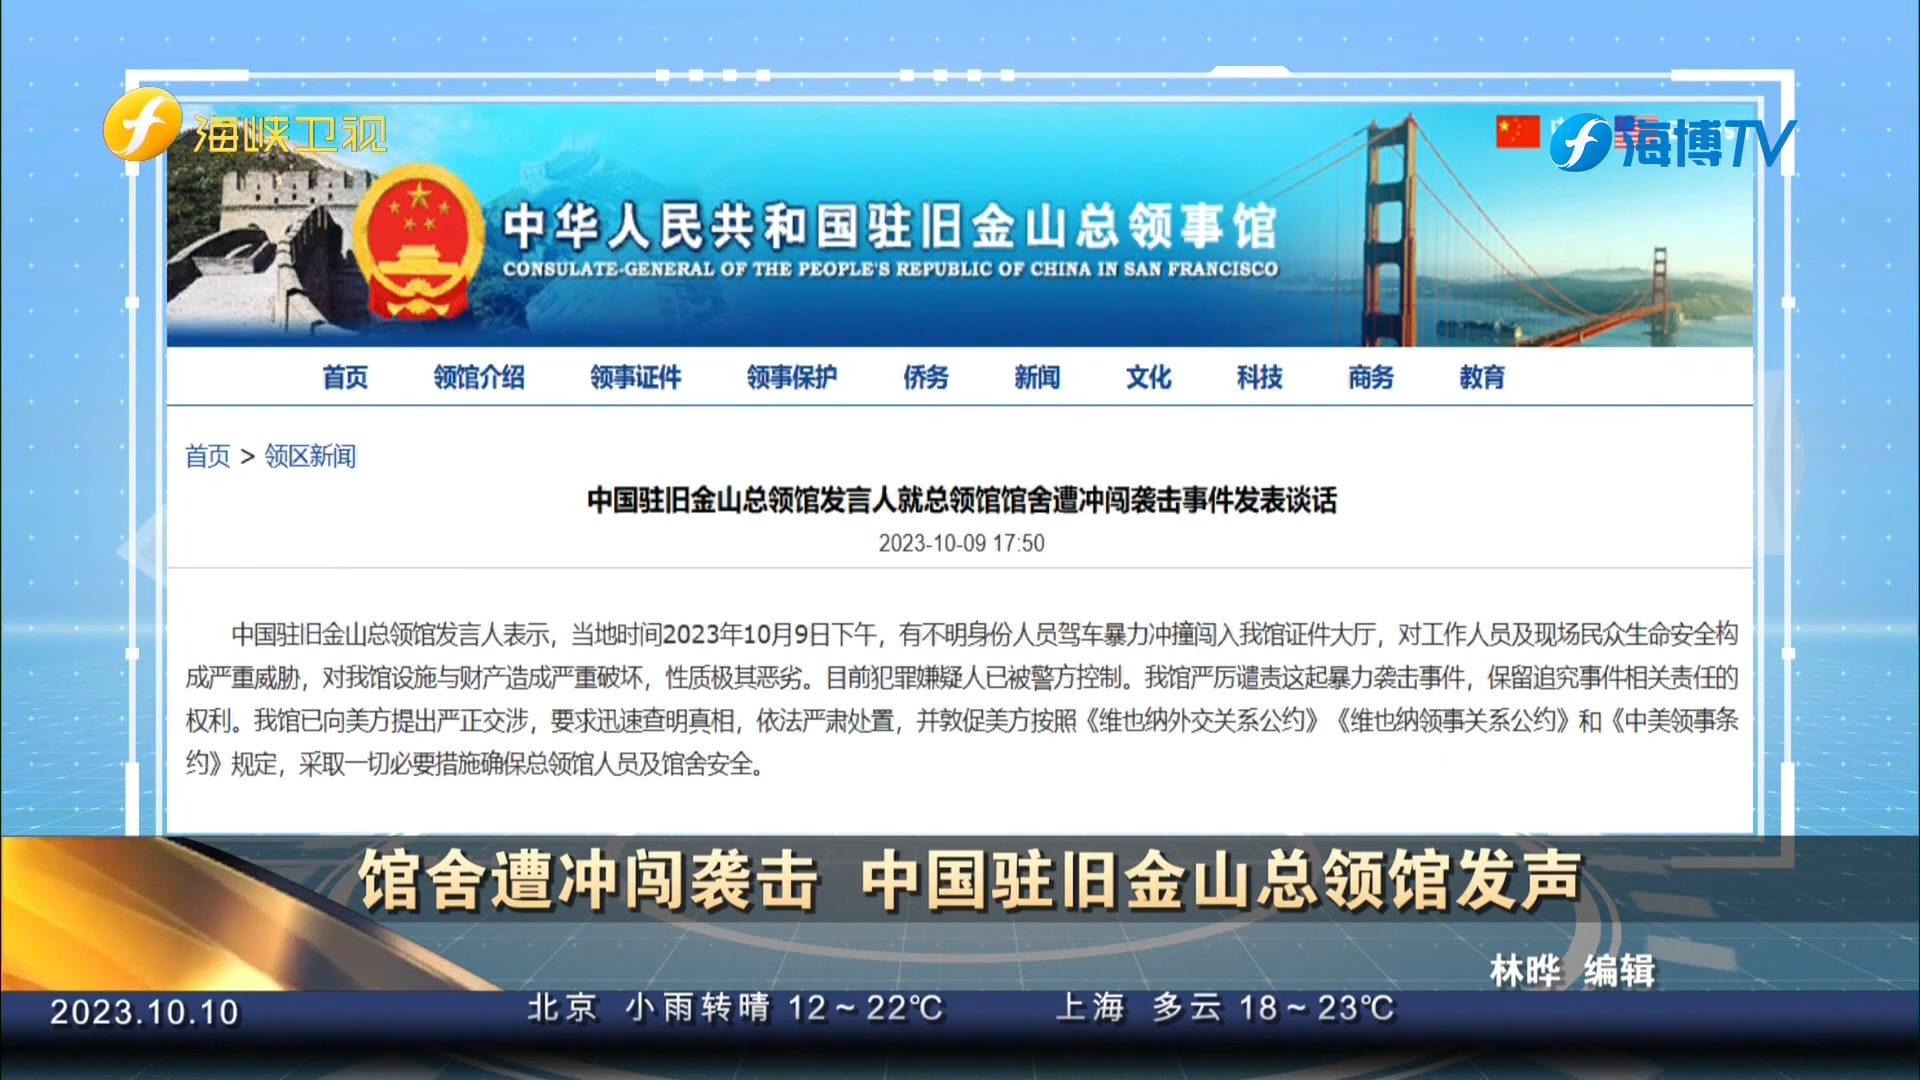 海峡卫视
海博TV
中华人民共和国驻旧金山总领事馆
CONSULATE-GENERAL OF THE PEOPLE'S REPUBLIC OF CHINA IN SAN FRANCISCO
首页 领馆介绍 领事证件 领事保护 侨务 新闻 文化 科技 商务 教育
首页 > 领区新闻
中国驻旧金山总领馆发言人就总领馆馆舍遭冲闯袭击事件发表谈话
2023-10-09 17:50
中国驻旧金山总领馆发言人表示，当地时间2023年10月9日下午，有不明身份人员驾车暴力冲撞闯入我馆证件大厅，对工作人员及现场民众生命安全构
成严重威胁，对我馆设施与财产造成严重破坏，性质极其恶劣。目前犯罪嫌疑人已被警方控制。我馆严厉谴责这起暴力袭击事件，保留追究事件相关责任的
权利。我馆已向美方提出严正交涉，要求迅速查明真相，依法严肃处置，并敦促美方按照《维也纳外交关系公约》《维也纳领事关系公约》和《中美领事条
约》规定，采取一切必要措施确保总领馆人员及馆舍安全。
馆舍遭冲闯袭击 中国驻旧金山总领馆发声
林晔 编辑
2023.10.10
北京 小雨转晴 12～22℃ 上海 多云 18～23℃